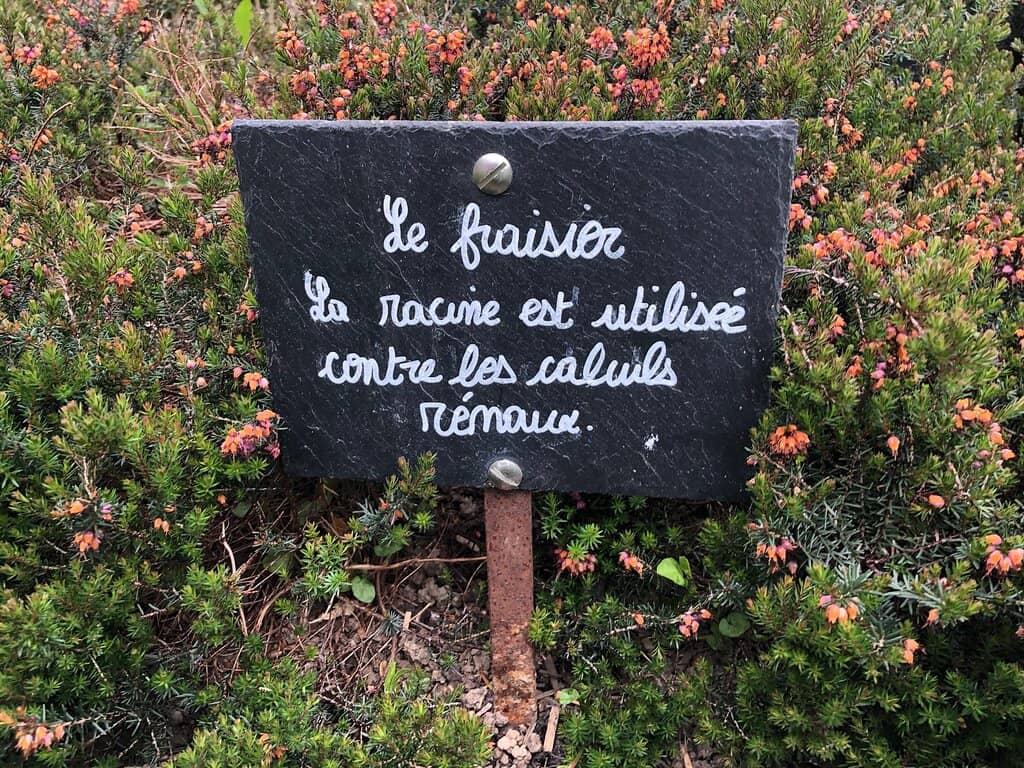 Le fraisier
La racine est utilisée
contre les calculs
rénaux.